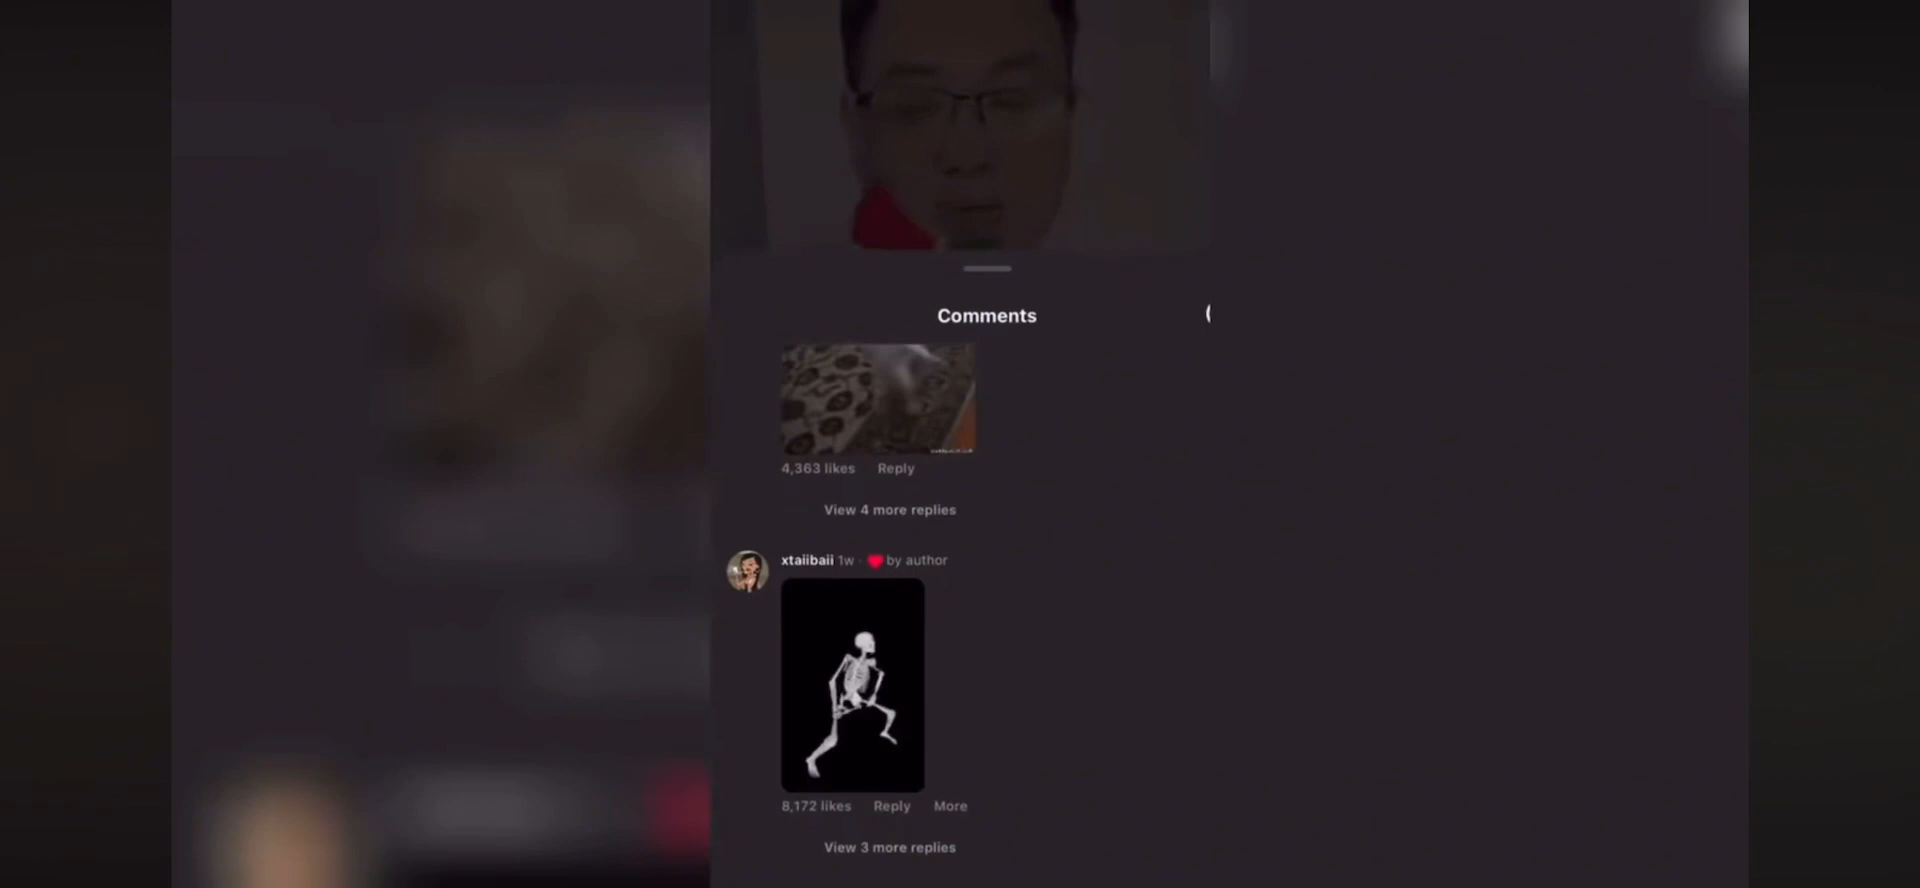 Comments
4,363 likes Reply
View 4 more replies
xtaiibaii 1w · ❤️ by author
8,172 likes Reply More
View 3 more replies